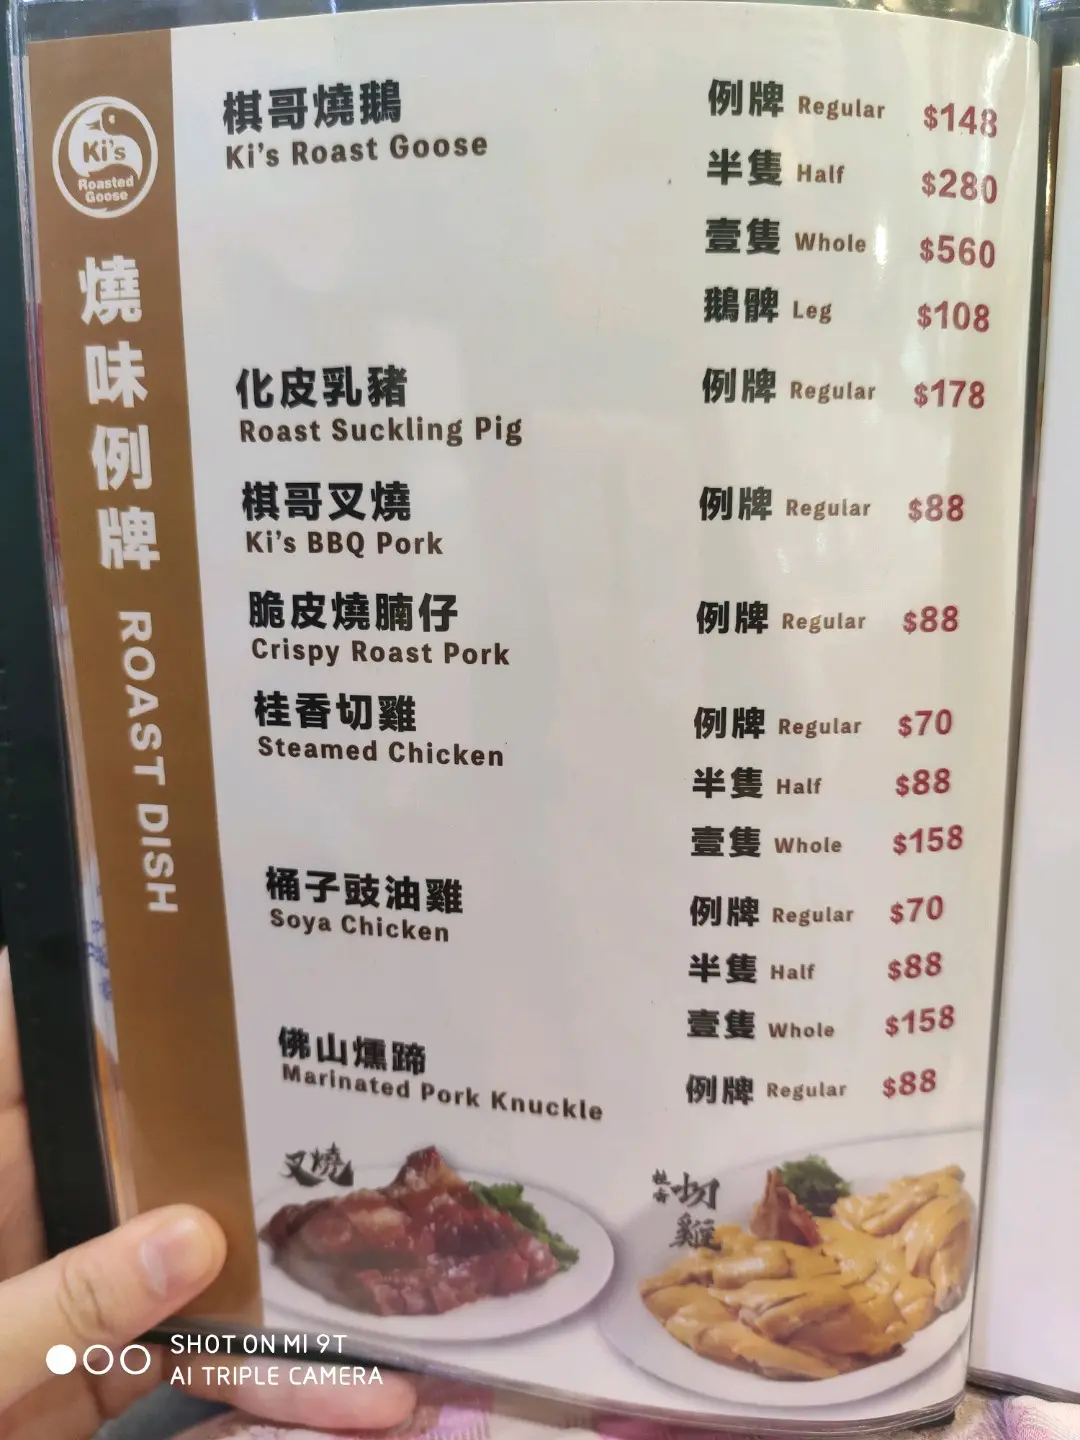 Ki's
Roasted
Goose
燒味例牌 ROAST DISH
棋哥燒鵝
Ki's Roast Goose
例牌 Regular $148
半隻 Half $280
壹隻 Whole $560
鵝髀 Leg $108
化皮乳豬
Roast Suckling Pig
例牌 Regular $178
棋哥叉燒
Ki's BBQ Pork
例牌 Regular $88
脆皮燒腩仔
Crispy Roast Pork
例牌 Regular $88
桂香切雞
Steamed Chicken
例牌 Regular $70
半隻 Half $88
壹隻 Whole $158
桶子豉油雞
Soya Chicken
例牌 Regular $70
半隻 Half $88
壹隻 Whole $158
佛山燻蹄
Marinated Pork Knuckle
例牌 Regular $88
叉燒
桂香切雞
SHOT ON MI 9T
AI TRIPLE CAMERA